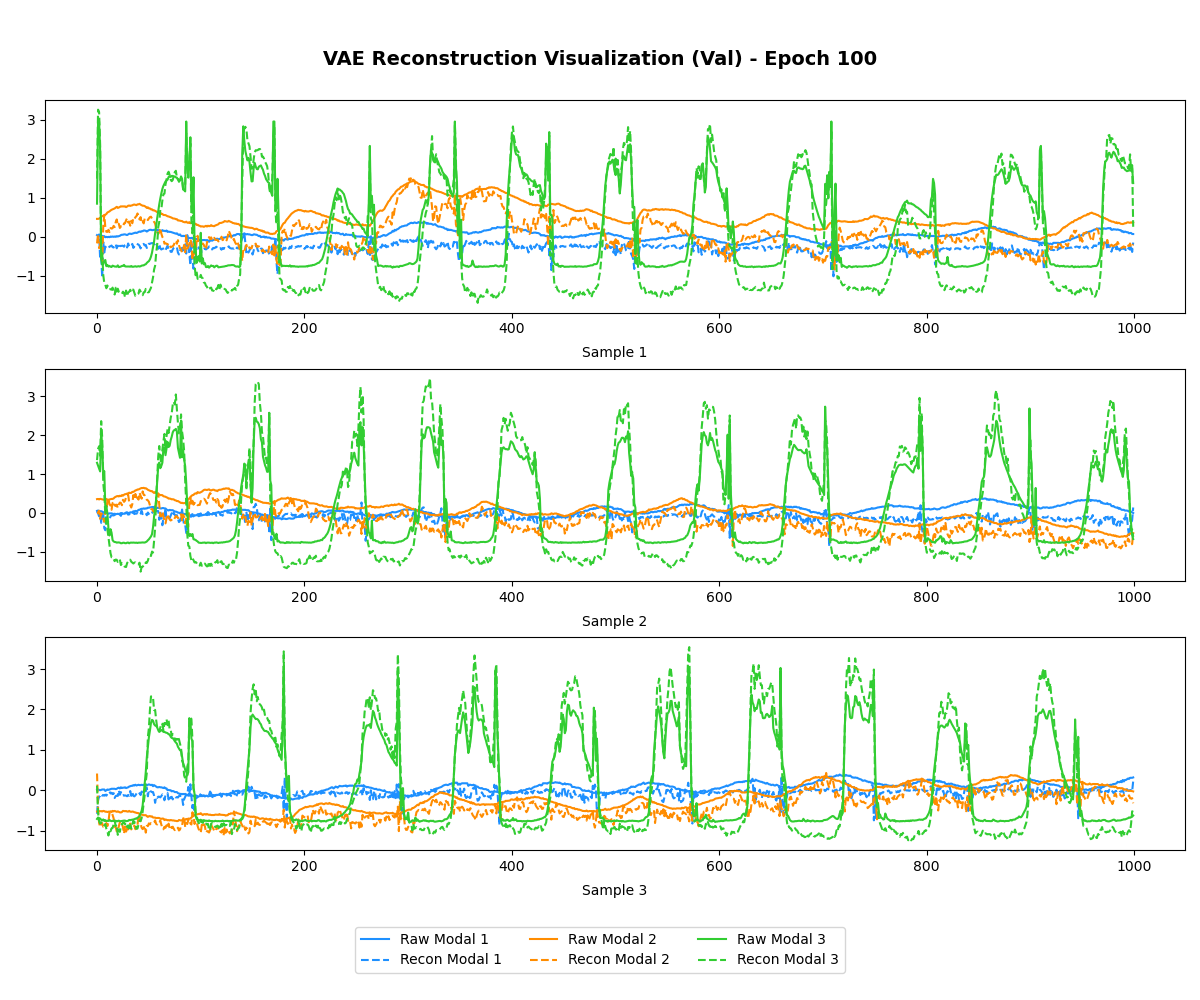 VAE Reconstruction Visualization (Val) - Epoch 100
3
2
1
0
−1
0 200 400 600 800 1000
Sample 1
3
2
1
0
−1
0 200 400 600 800 1000
Sample 2
3
2
1
0
−1
0 200 400 600 800 1000
Sample 3
Raw Modal 1 Raw Modal 2 Raw Modal 3
Recon Modal 1 Recon Modal 2 Recon Modal 3